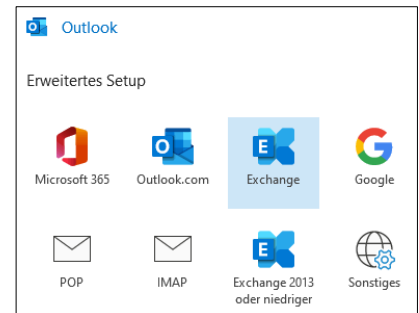 Outlook
Erweitertes Setup
Microsoft 365 Outlook.com Exchange Google
POP IMAP Exchange 2013 Sonstiges
oder niedriger